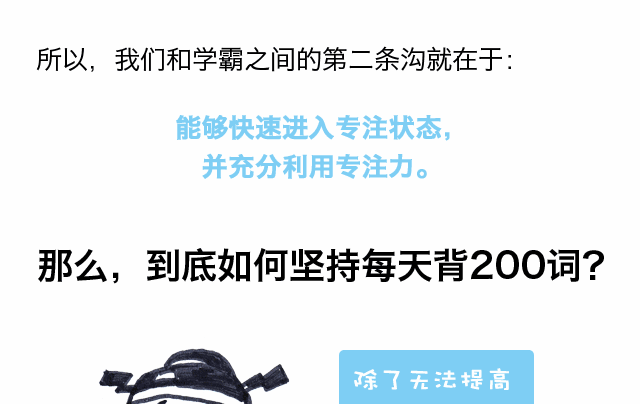 所以，我们和学霸之间的第二条沟就在于：
能够快速进入专注状态，
并充分利用专注力。
那么，到底如何坚持每天背200词？
除了无法提高